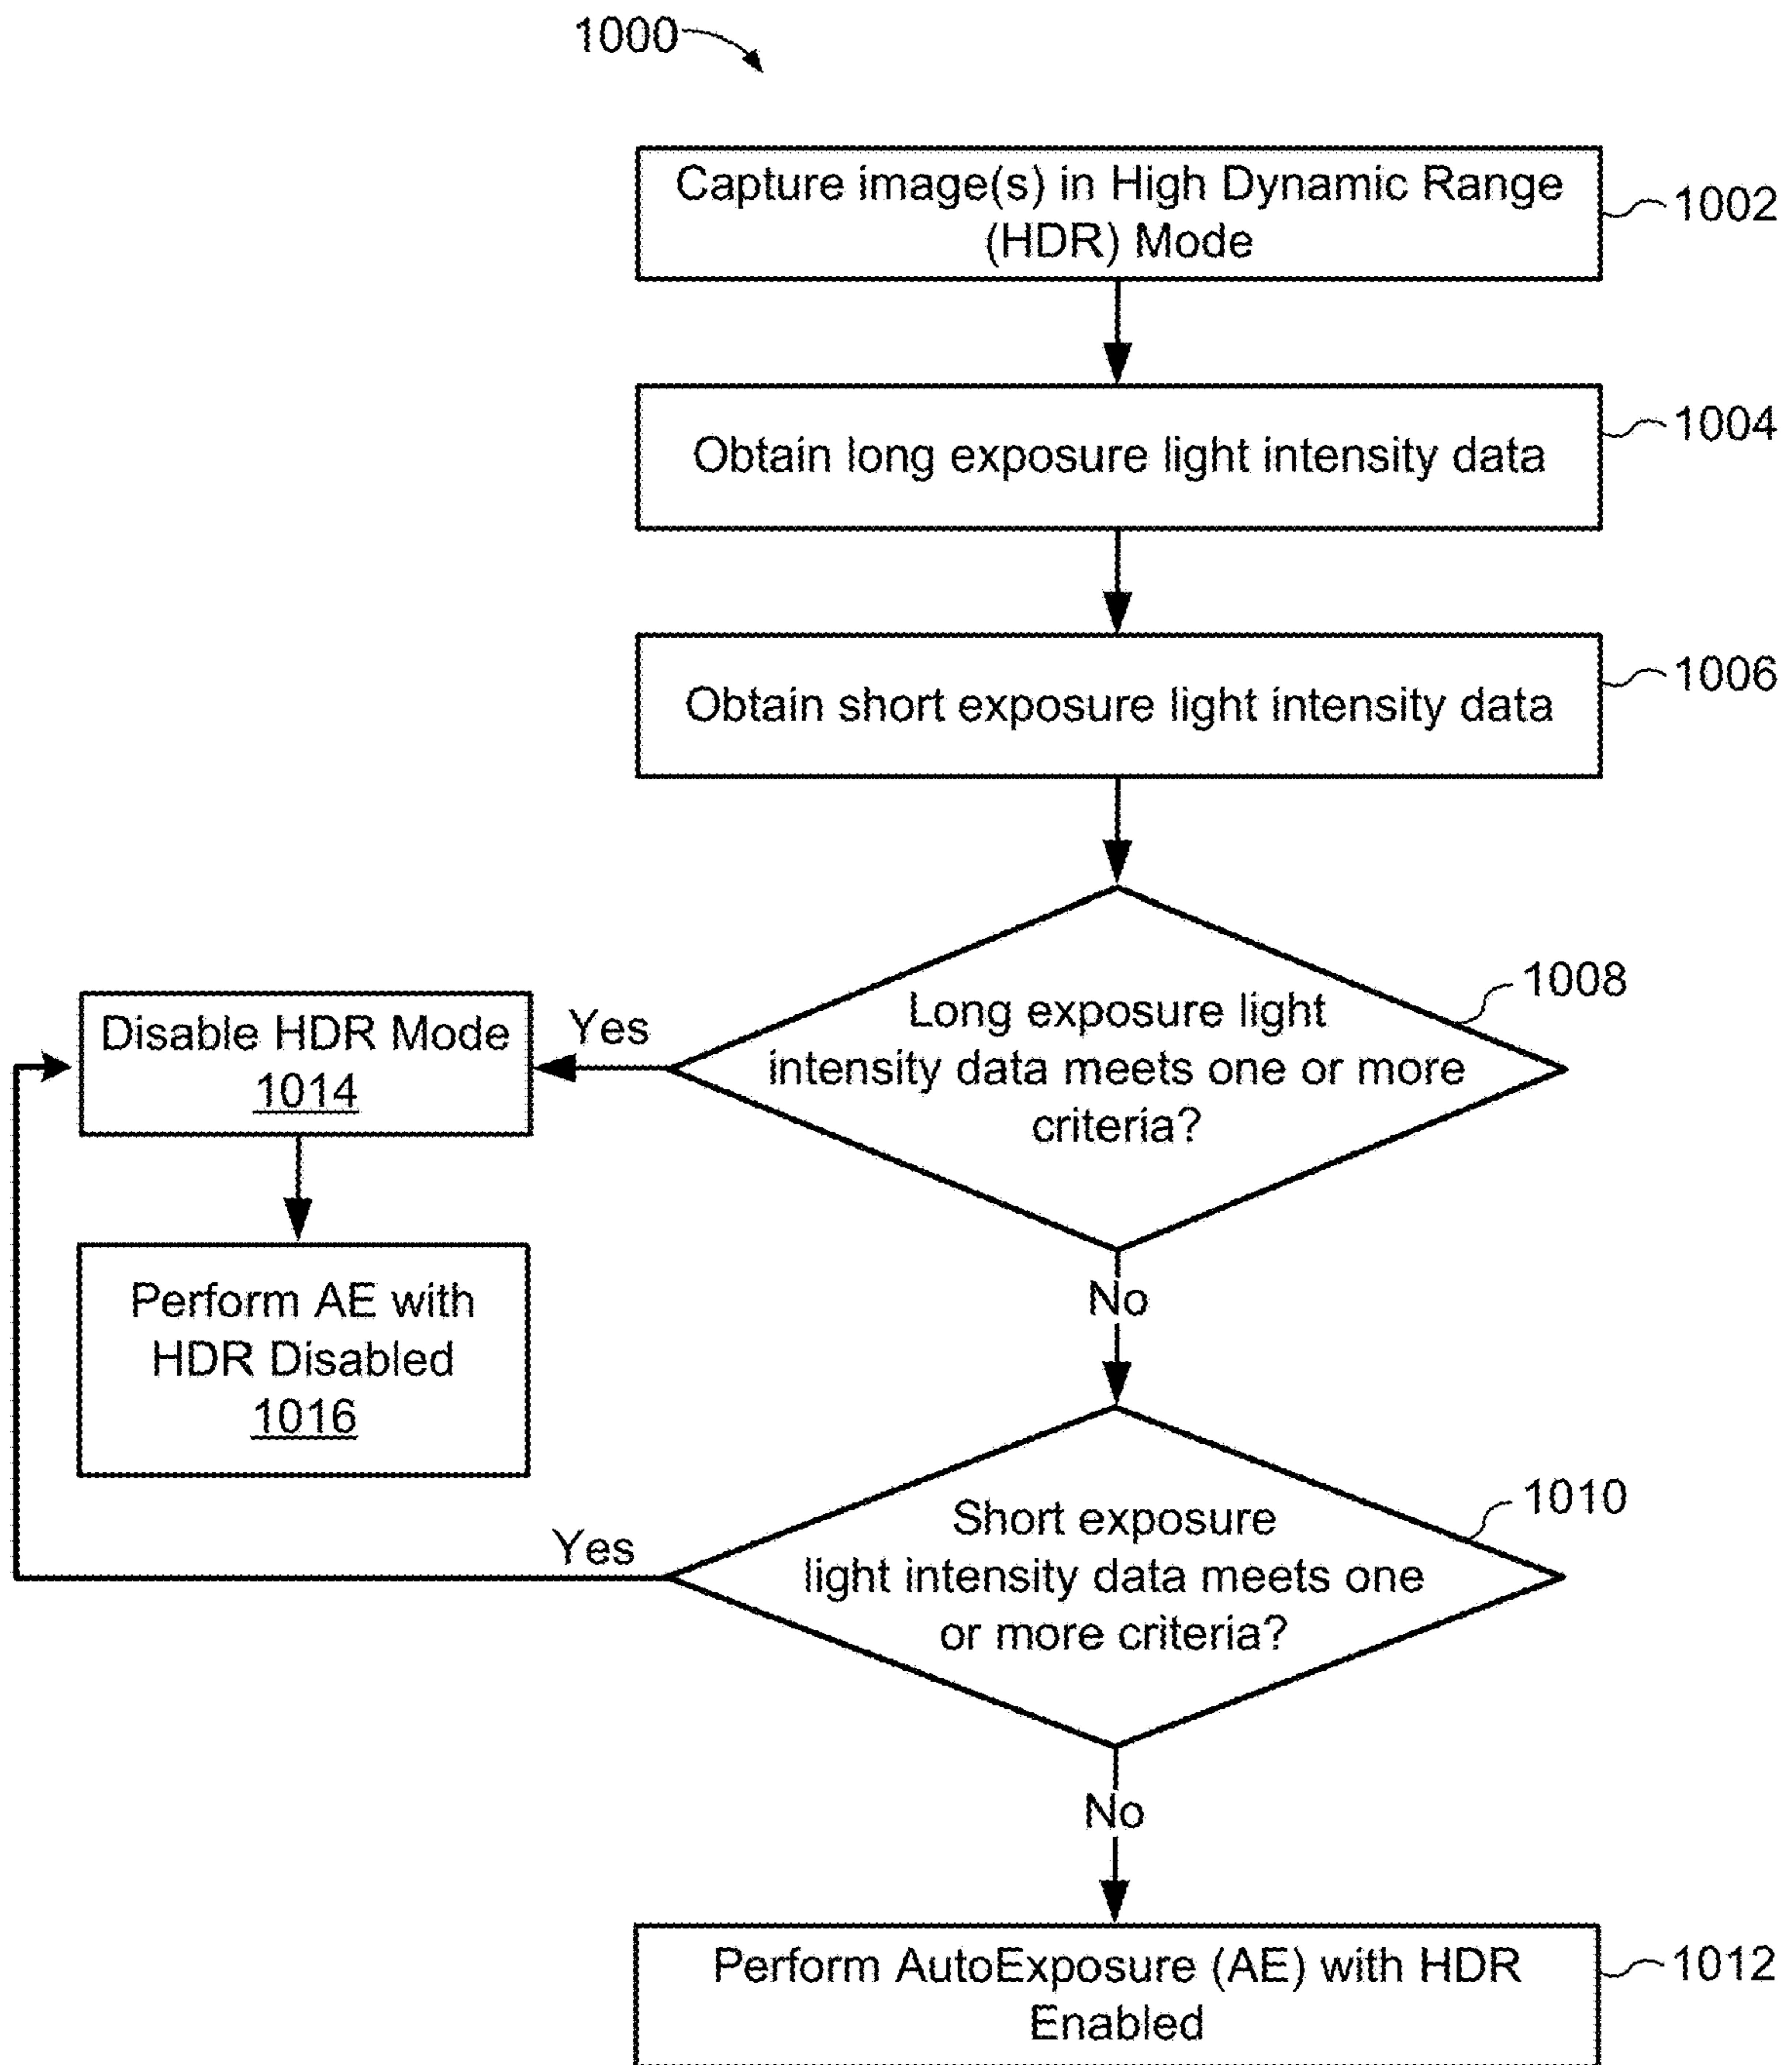 1000
Capture image(s) in High Dynamic Range
(HDR) Mode
1002
Obtain long exposure light intensity data
1004
Obtain short exposure light intensity data
1006
Long exposure light
intensity data meets one or more
criteria?
1008
Yes
Disable HDR Mode
1014
Perform AE with
HDR Disabled
1016
No
Short exposure
light intensity data meets one
or more criteria?
1010
Yes
No
Perform AutoExposure (AE) with HDR
Enabled
1012